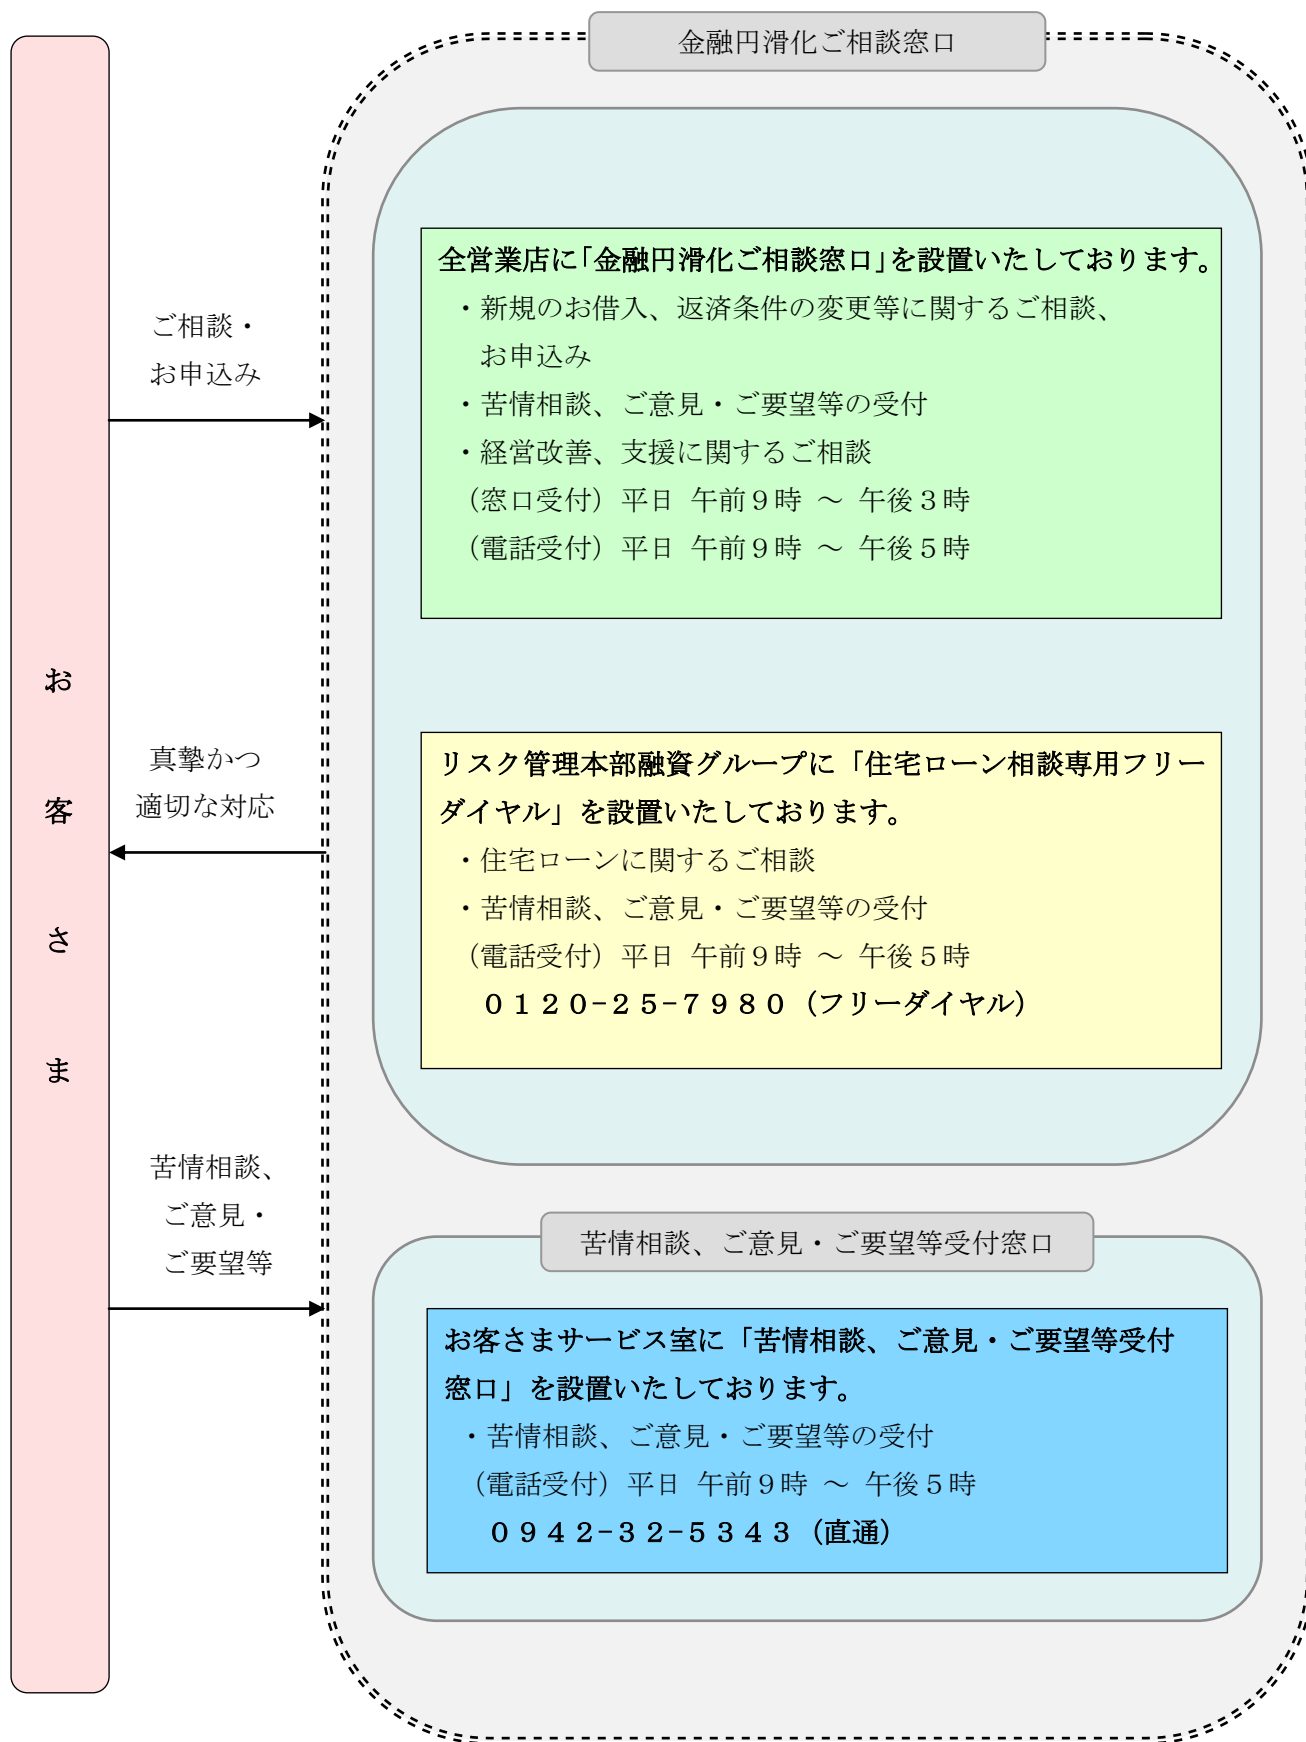 金融円滑化ご相談窓口
全営業店に｢金融円滑化ご相談窓口｣を設置いたしております。
・新規のお借入、返済条件の変更等に関するご相談、
お申込み
・苦情相談、ご意見・ご要望等の受付
・経営改善、支援に関するご相談
（窓口受付）平日 午前９時 ～ 午後３時
（電話受付）平日 午前９時 ～ 午後５時
ご相談・
お申込み
お客さま
真摯かつ
適切な対応
リスク管理本部融資グループに「住宅ローン相談専用フリー
ダイヤル」を設置いたしております。
・住宅ローンに関するご相談
・苦情相談、ご意見・ご要望等の受付
（電話受付）平日 午前９時 ～ 午後５時
０１２０−２５−７９８０（フリーダイヤル）
苦情相談、
ご意見・
ご要望等
苦情相談、ご意見・ご要望等受付窓口
お客さまサービス室に「苦情相談、ご意見・ご要望等受付
窓口」を設置いたしております。
・苦情相談、ご意見・ご要望等の受付
（電話受付）平日 午前９時 ～ 午後５時
０９４２−３２−５３４３（直通）